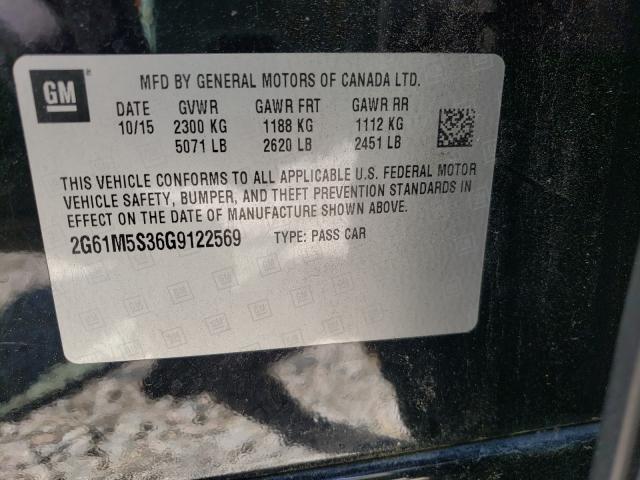 GM
MFD BY GENERAL MOTORS OF CANADA LTD.
DATE GVWR GAWR FRT GAWR RR
10/15 2300 KG 1188 KG 1112 KG
5071 LB 2620 LB 2451 LB
THIS VEHICLE CONFORMS TO ALL APPLICABLE U.S. FEDERAL MOTOR
VEHICLE SAFETY, BUMPER, AND THEFT PREVENTION STANDARDS IN
EFFECT ON THE DATE OF MANUFACTURE SHOWN ABOVE.
2G61M5S36G9122569 TYPE: PASS CAR